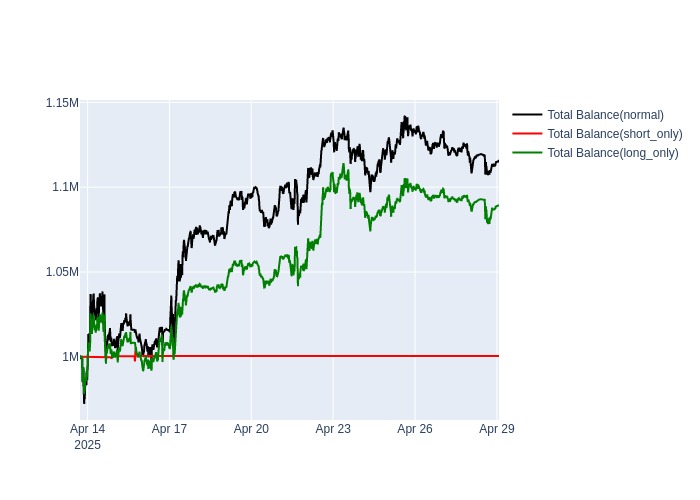 1.15M
1.1M
1.05M
1M
Apr 14
2025
Apr 17
Apr 20
Apr 23
Apr 26
Apr 29
Total Balance(normal)
Total Balance(short_only)
Total Balance(long_only)